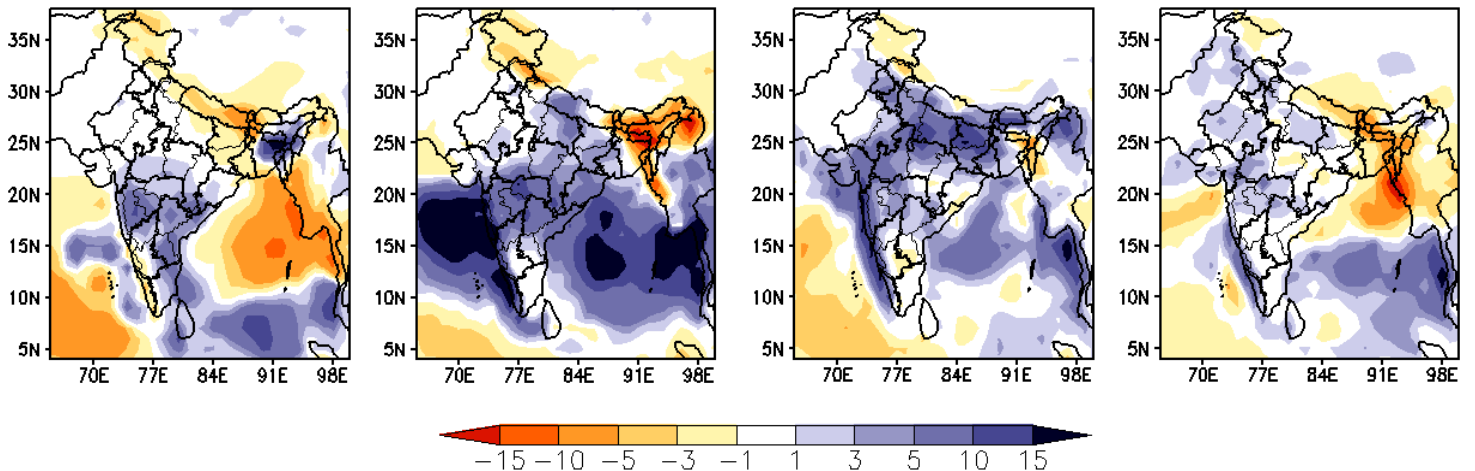 35N 35N 35N 35N
30N 30N 30N 30N
25N 25N 25N 25N
20N 20N 20N 20N
15N 15N 15N 15N
10N 10N 10N 10N
5N 5N 5N 5N
70E 77E 84E 91E 98E 70E 77E 84E 91E 98E 70E 77E 84E 91E 98E 70E 77E 84E 91E 98E
−15 −10 −5 −3 −1 1 3 5 10 15